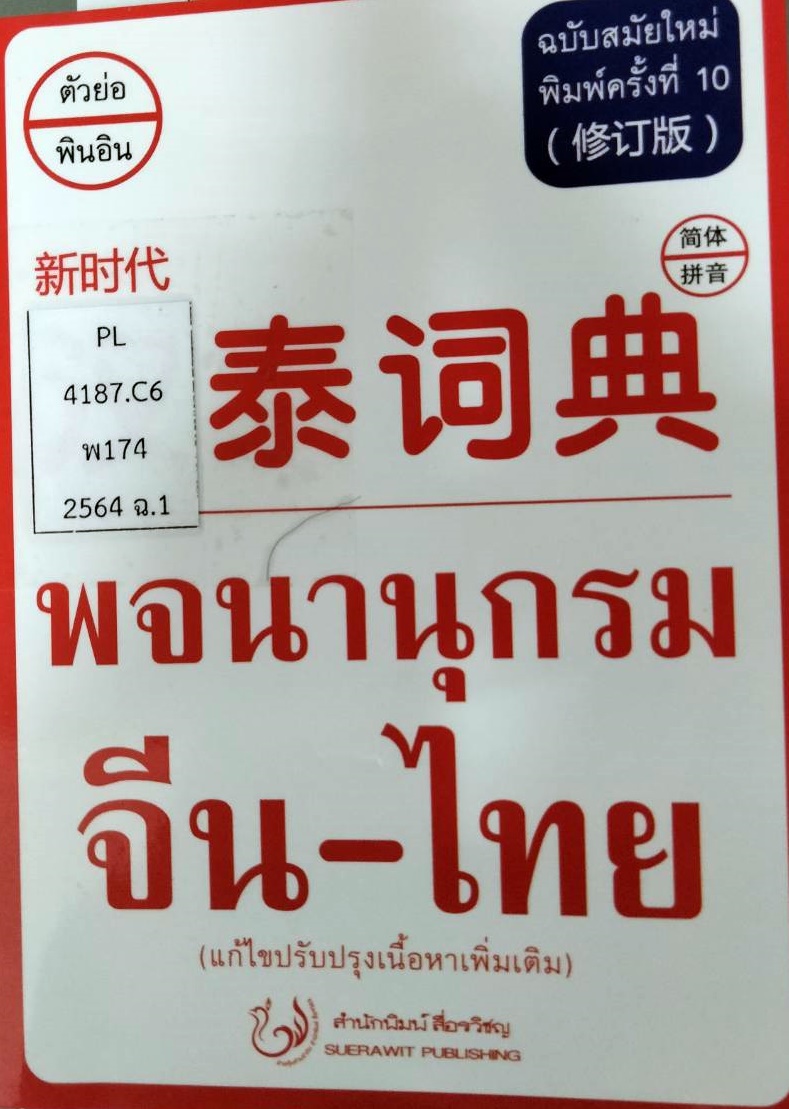 ตัวย่อ
พินอิน
ฉบับสมัยใหม่
พิมพ์ครั้งที่ 10
(修订版)
新时代
简体
拼音
PL
4187.C6
พ174
2564 ฉ.1
泰词典
พจนานุกรม
จีน-ไทย
(แก้ไขปรับปรุงเนื้อหาเพิ่มเติม)
สำนักพิมพ์ สื่อรวิชญ
SUERAWIT PUBLISHING